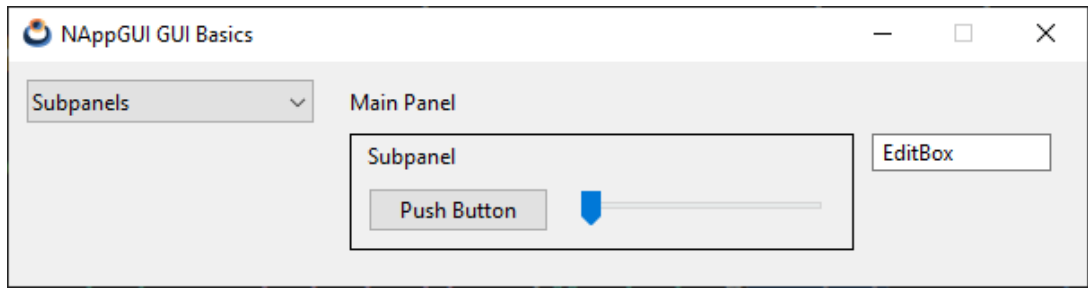 NAppGUI GUI Basics
Subpanels
Main Panel
Subpanel
EditBox
Push Button